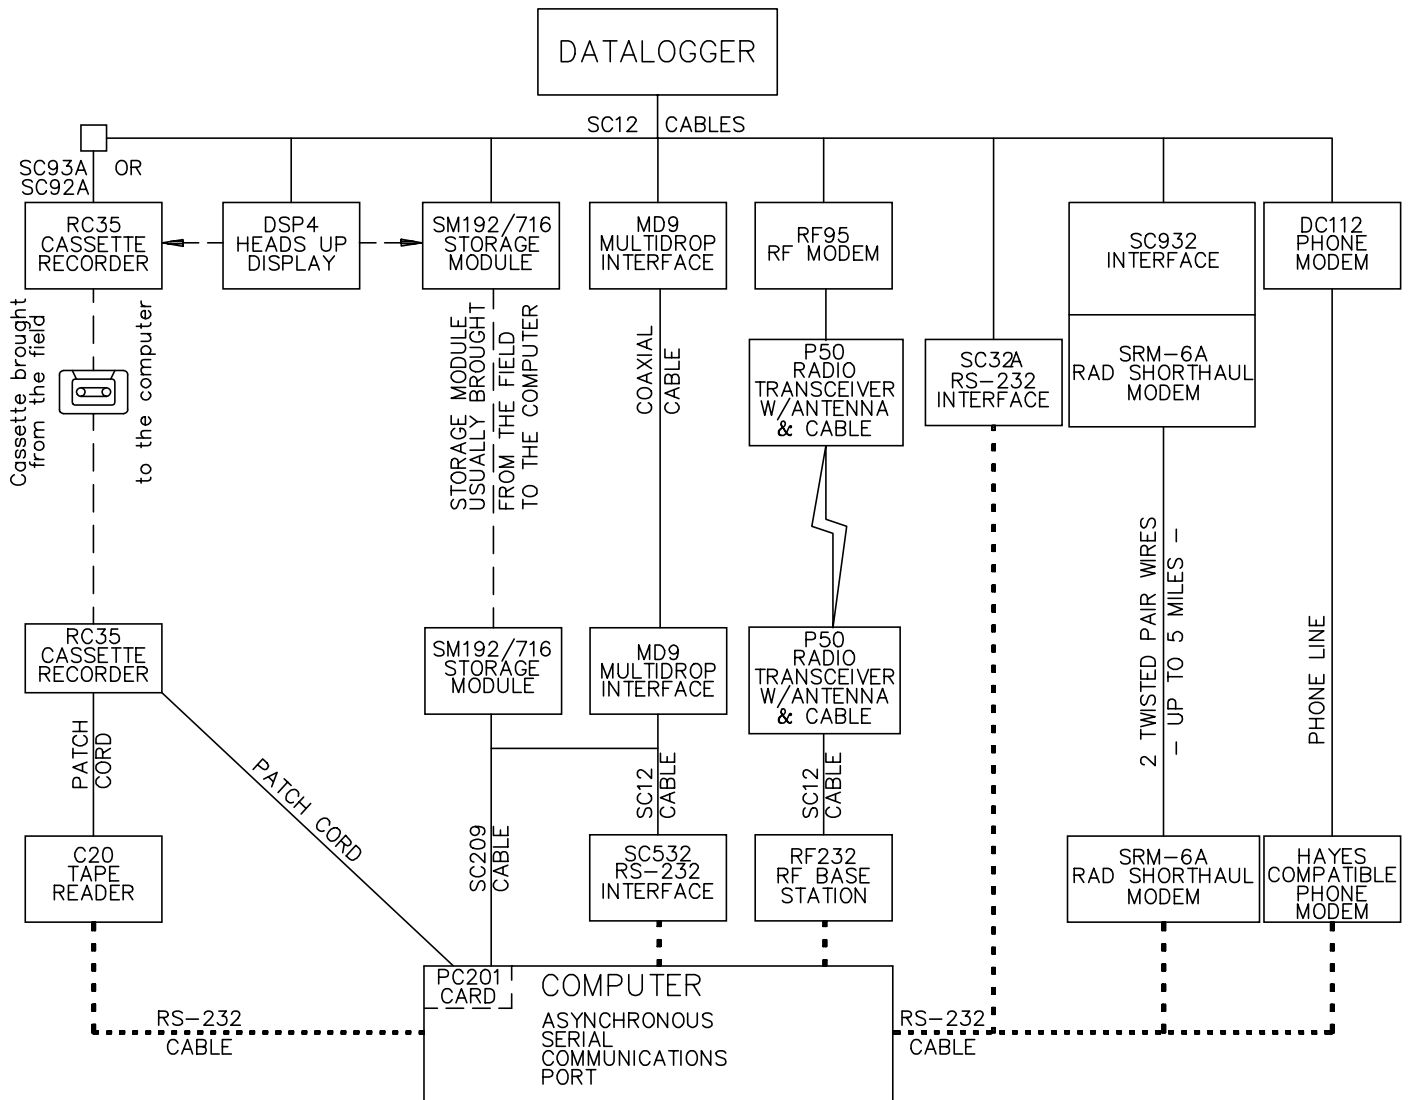 DATALOGGER
SC12 CABLES
SC93A OR
SC92A
RC35
CASSETTE
RECORDER
DSP4
HEADS UP
DISPLAY
SM192/716
STORAGE
MODULE
MD9
MULTIDROP
INTERFACE
RF95
RF MODEM
SC932
INTERFACE
DC112
PHONE
MODEM
Cassette brought
from the field
to the computer
STORAGE MODULE
USUALLY BROUGHT
FROM THE FIELD
TO THE COMPUTER
COAXIAL
CABLE
P50
RADIO
TRANSCEIVER
W/ANTENNA
& CABLE
SC32A
RS-232
INTERFACE
SRM-6A
RAD SHORTHAUL
MODEM
2 TWISTED PAIR WIRES
- UP TO 5 MILES -
PHONE LINE
RC35
CASSETTE
RECORDER
SM192/716
STORAGE
MODULE
MD9
MULTIDROP
INTERFACE
P50
RADIO
TRANSCEIVER
W/ANTENNA
& CABLE
PATCH
CORD
PATCH CORD
SC209
CABLE
SC12
CABLE
SC12
CABLE
C20
TAPE
READER
SC532
RS-232
INTERFACE
RF232
RF BASE
STATION
SRM-6A
RAD SHORTHAUL
MODEM
HAYES
COMPATIBLE
PHONE
MODEM
PC201
CARD
COMPUTER
ASYNCHRONOUS
SERIAL
COMMUNICATIONS
PORT
RS-232
CABLE
RS-232
CABLE